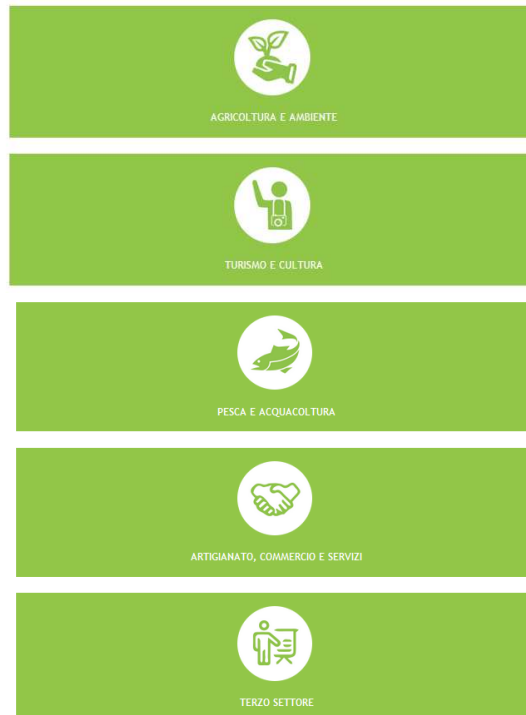 AGRICOLTURA E AMBIENTE
TURISMO E CULTURA
PESCA E ACQUACOLTURA
ARTIGIANATO, COMMERCIO E SERVIZI
TERZO SETTORE